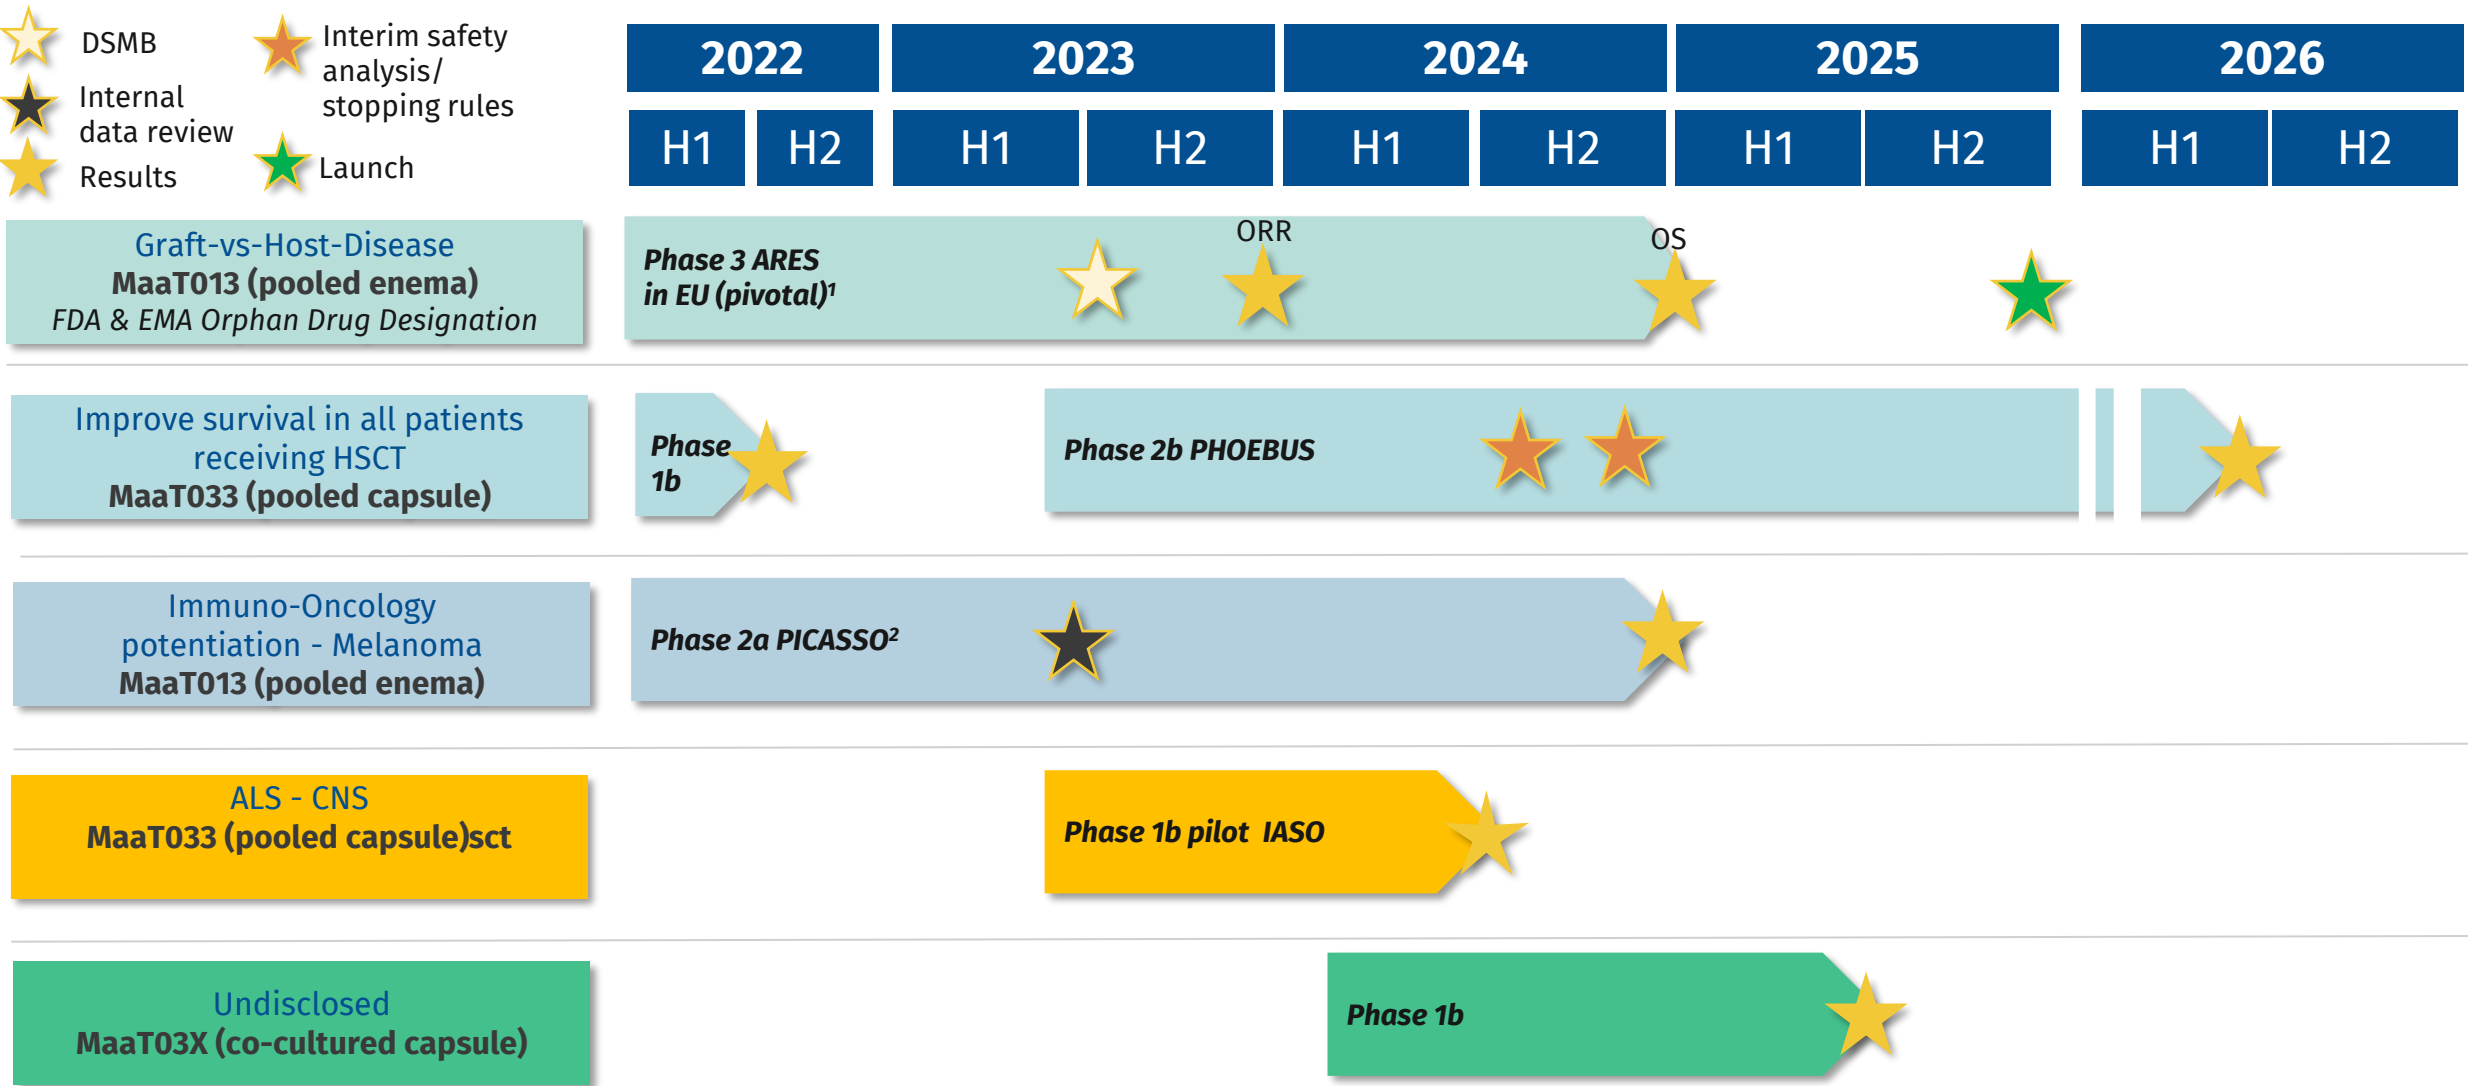 DSMB
Internal
data review
Results
Interim safety
analysis/
stopping rules
Launch
2022
2023
2024
2025
2026
H1
H2
H1
H2
H1
H2
H1
H2
H1
H2
Graft-vs-Host-Disease
MaaT013 (pooled enema)
FDA & EMA Orphan Drug Designation
Phase 3 ARES
in EU (pivotal)¹
ORR
OS
Improve survival in all patients
receiving HSCT
MaaT033 (pooled capsule)
Phase
1b
Phase 2b PHOEBUS
Immuno-Oncology
potentiation - Melanoma
MaaT013 (pooled enema)
Phase 2a PICASSO²
ALS - CNS
MaaT033 (pooled capsule)sct
Phase 1b pilot IASO
Undisclosed
MaaT03X (co-cultured capsule)
Phase 1b